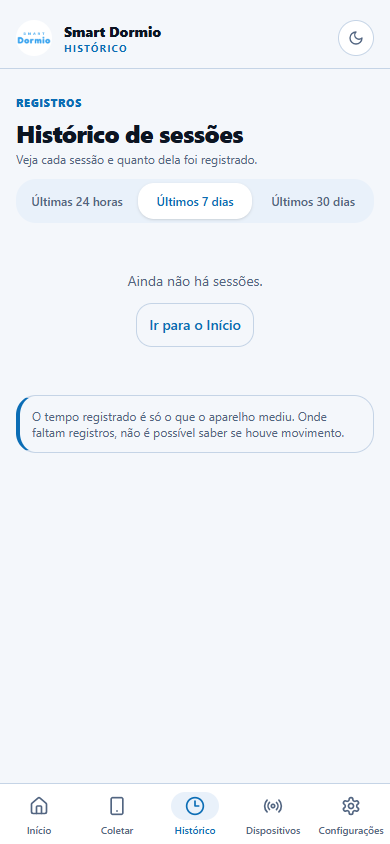 SMART
Dormio
Smart Dormio
HISTÓRICO
REGISTROS
Histórico de sessões
Veja cada sessão e quanto dela foi registrado.
Últimas 24 horas
Últimos 7 dias
Últimos 30 dias
Ainda não há sessões.
Ir para o Início
O tempo registrado é só o que o aparelho mediu. Onde
faltam registros, não é possível saber se houve movimento.
Início
Coletar
Histórico
Dispositivos
Configurações